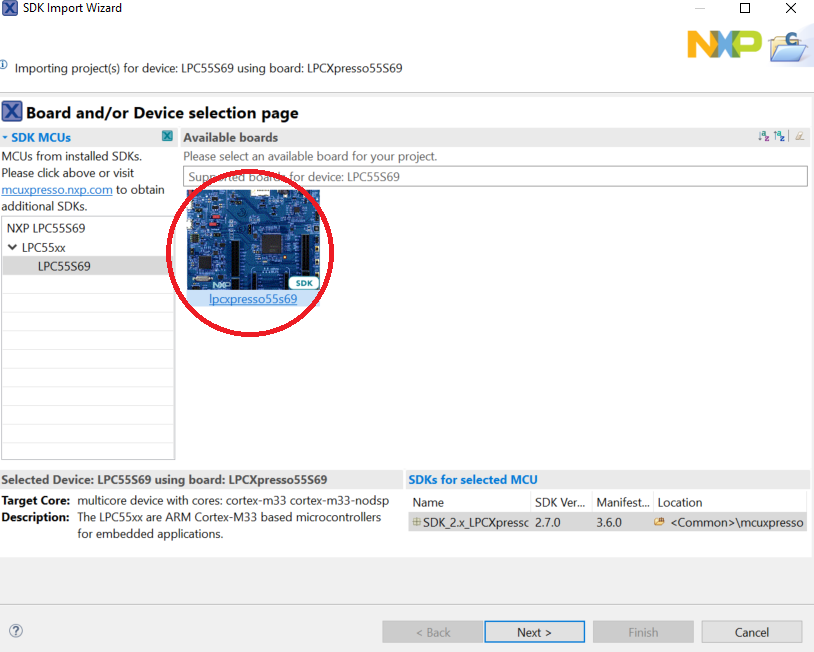 SDK Import Wizard
NXP
Importing project(s) for device: LPC55S69 using board: LPCXpresso55S69
Board and/or Device selection page
SDK MCUs
MCUs from installed SDKs.
Please click above or visit
mcuxpresso.nxp.com to obtain
additional SDKs.
NXP LPC55S69
LPC55xx
LPC55S69
Available boards
Please select an available board for your project.
Supported boards for device: LPC55S69
NXP
SDK
lpcxpresso55s69
Selected Device: LPC55S69 using board: LPCXpresso55S69
Target Core: multicore device with cores: cortex-m33 cortex-m33-nodsp
Description: The LPC55xx are ARM Cortex-M33 based microcontrollers
for embedded applications.
SDKs for selected MCU
Name SDK Ver... Manifest... Location
SDK_2.x_LPCXpresso 2.7.0 3.6.0 <Common>\mcuxpresso
< Back Next > Finish Cancel